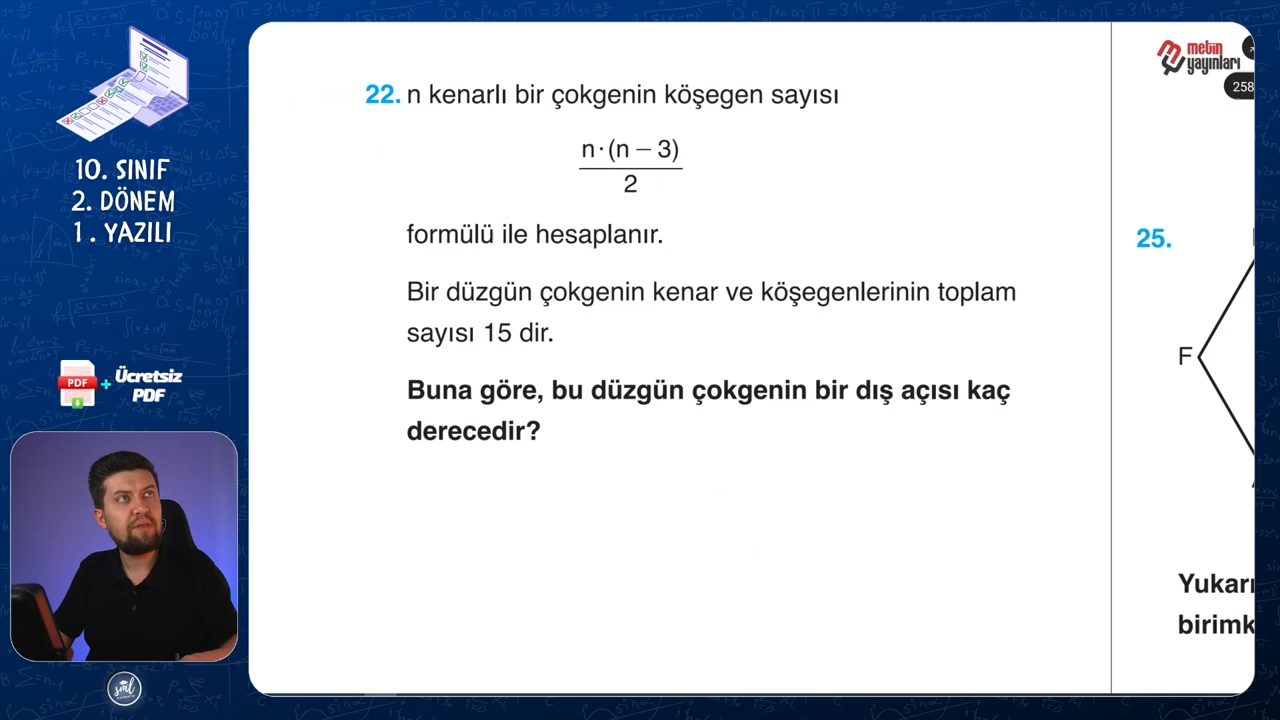 10. SINIF
2. DÖNEM
1. YAZILI
PDF
+ Ücretsiz
PDF
sml
22. n kenarlı bir çokgenin köşegen sayısı
n·(n – 3)
2
formülü ile hesaplanır.
Bir düzgün çokgenin kenar ve köşegenlerinin toplam
sayısı 15 dir.
Buna göre, bu düzgün çokgenin bir dış açısı kaç
derecedir?
metin
yayınları
258
25.
F
Yukarı
birimk